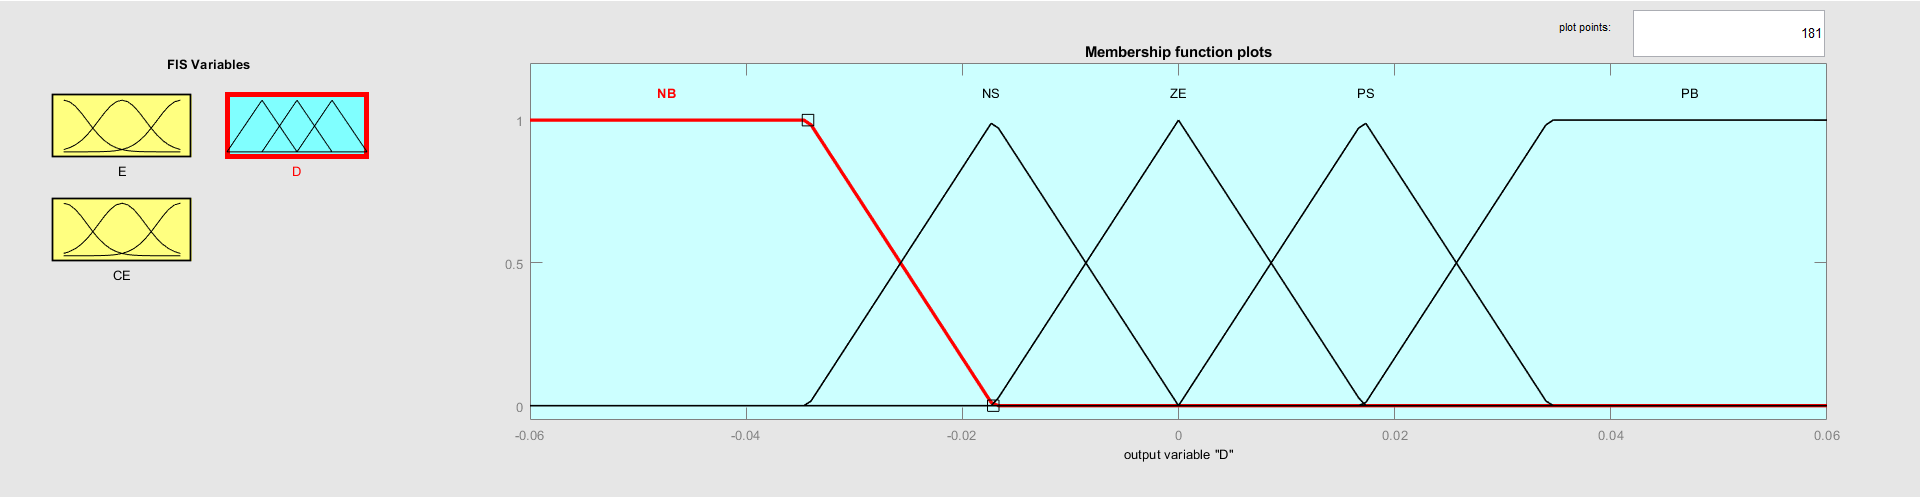 plot points:
181
FIS Variables
E
D
CE
Membership function plots
NB
NS
ZE
PS
PB
1
0.5
0
-0.06
-0.04
-0.02
0
0.02
0.04
0.06
output variable "D"